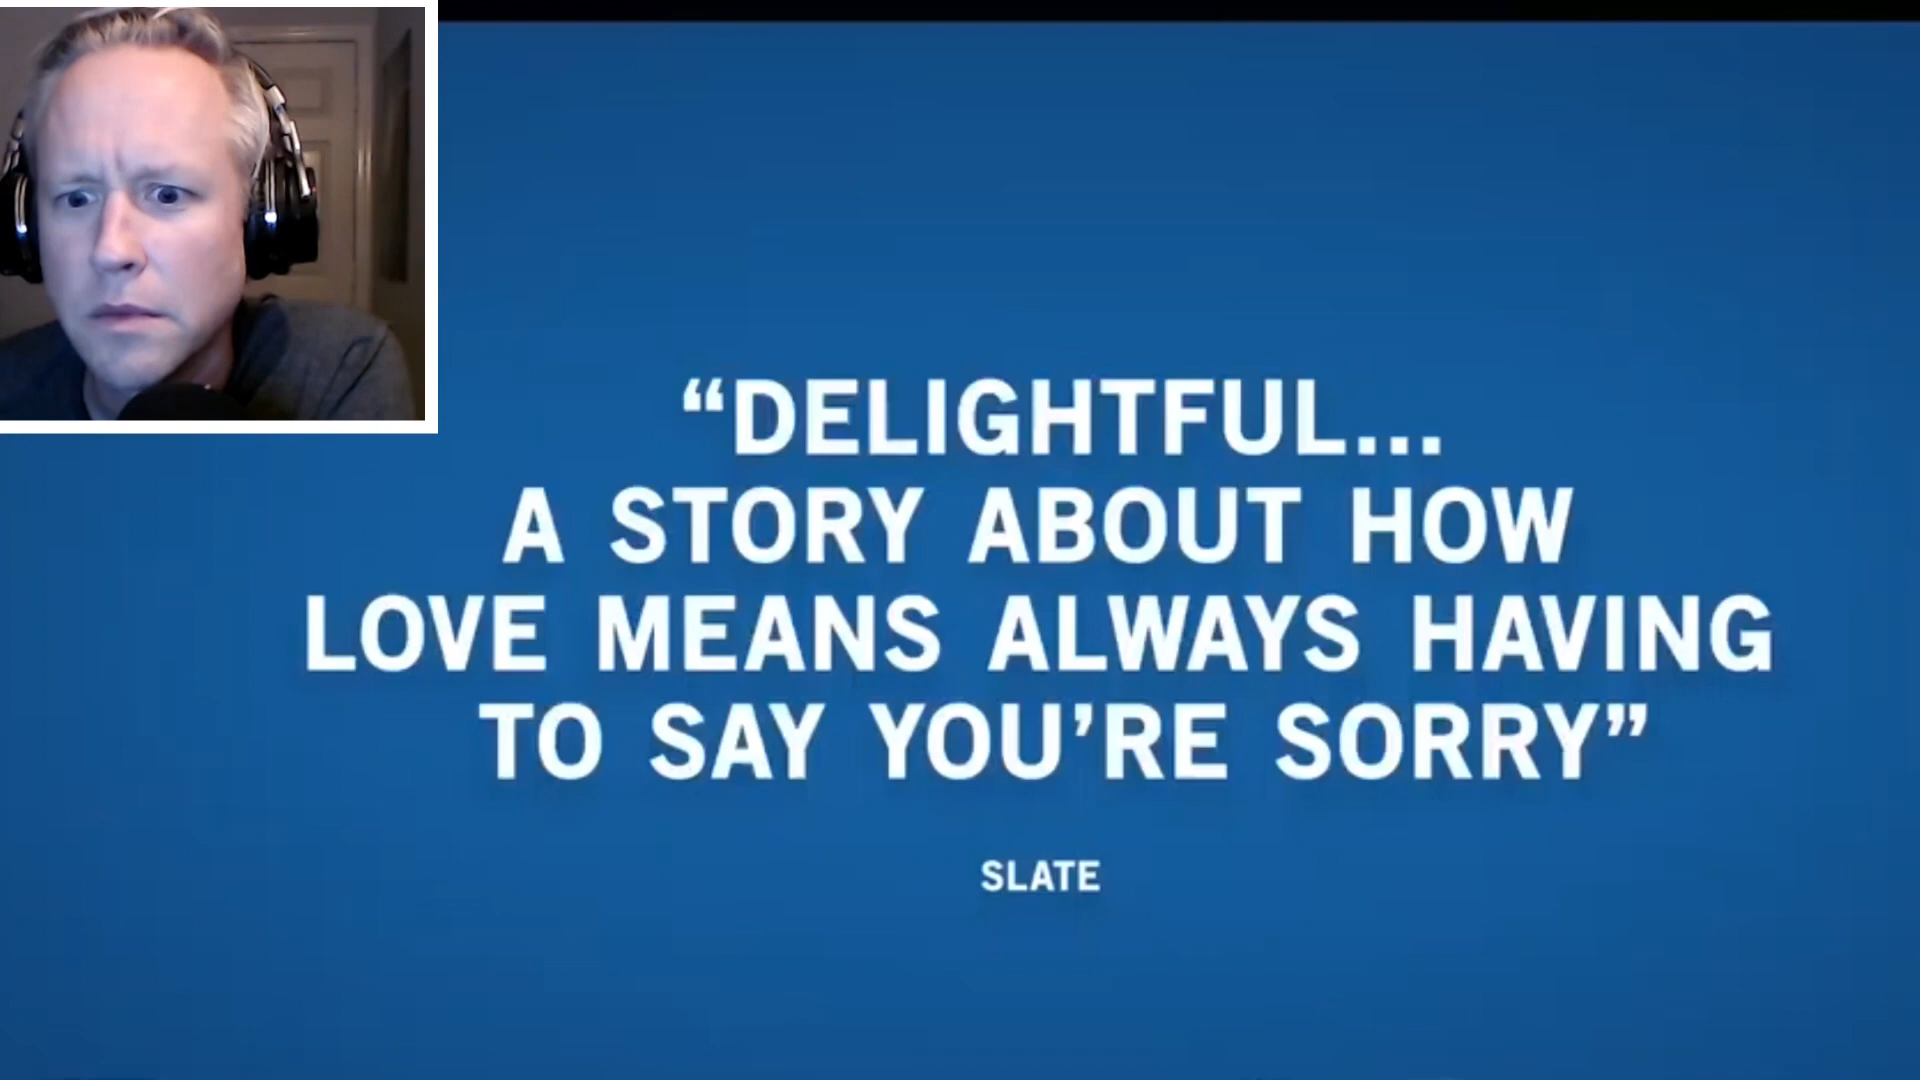 “DELIGHTFUL...
A STORY ABOUT HOW
LOVE MEANS ALWAYS HAVING
TO SAY YOU’RE SORRY”
SLATE